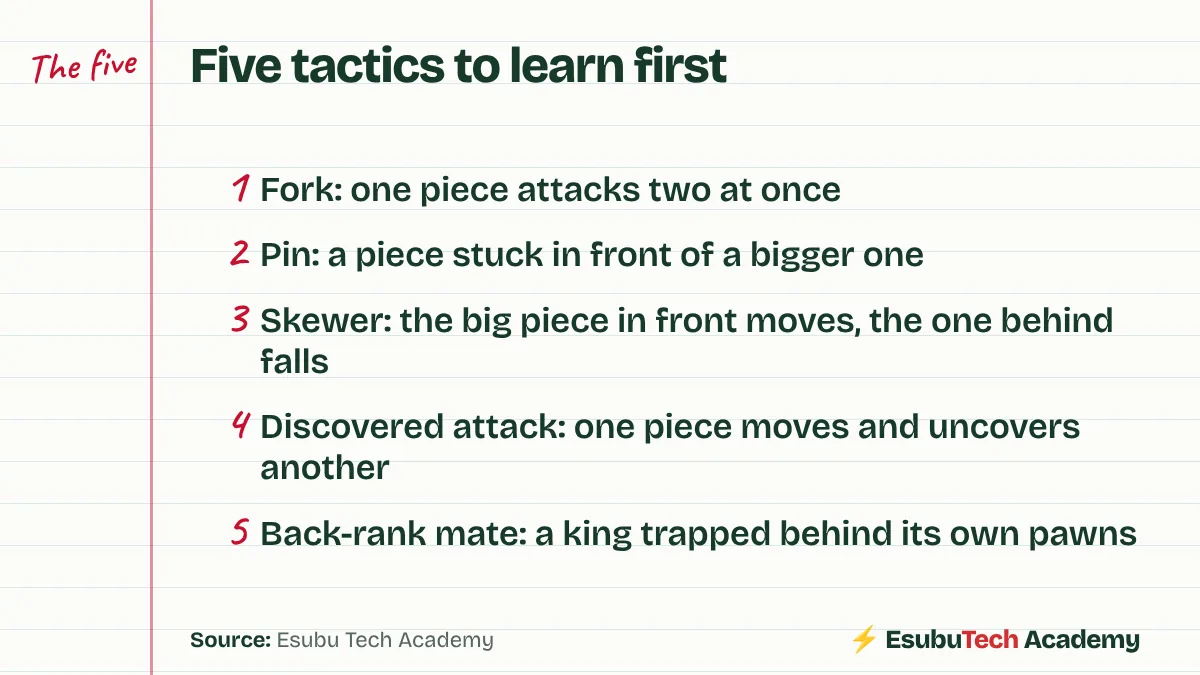 The five
Five tactics to learn first
1 Fork: one piece attacks two at once
2 Pin: a piece stuck in front of a bigger one
3 Skewer: the big piece in front moves, the one behind
falls
4 Discovered attack: one piece moves and uncovers
another
5 Back-rank mate: a king trapped behind its own pawns
Source: Esubu Tech Academy
⚡ EsubuTech Academy